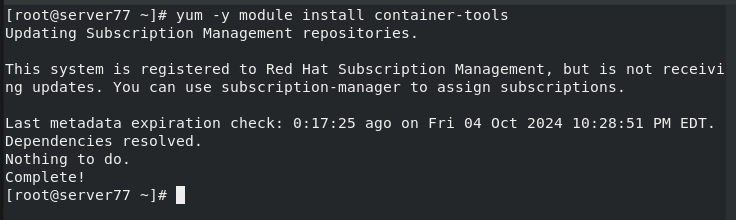 [root@server77 ~]# yum -y module install container-tools
Updating Subscription Management repositories.
This system is registered to Red Hat Subscription Management, but is not receivi
ng updates. You can use subscription-manager to assign subscriptions.
Last metadata expiration check: 0:17:25 ago on Fri 04 Oct 2024 10:28:51 PM EDT.
Dependencies resolved.
Nothing to do.
Complete!
[root@server77 ~]#